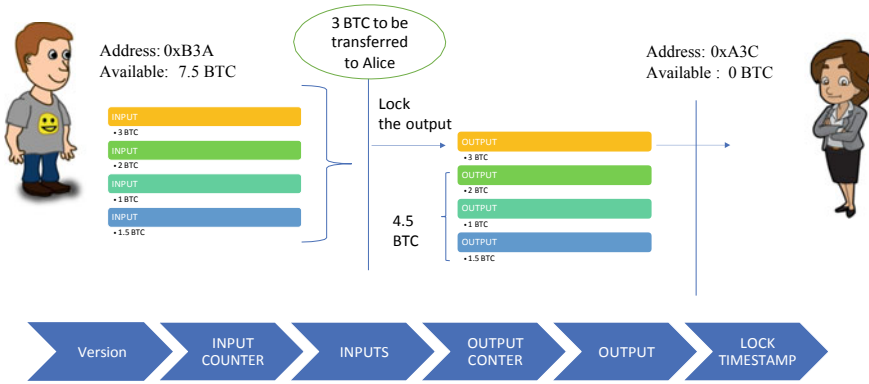 3 BTC to be
transferred
to Alice
Address: 0xB3A
Available: 7.5 BTC
Address: 0xA3C
Available : 0 BTC
INPUT
• 3 BTC
INPUT
• 2 BTC
INPUT
• 1 BTC
INPUT
• 1.5 BTC
Lock
the output
OUTPUT
• 3 BTC
OUTPUT
• 2 BTC
OUTPUT
• 1 BTC
OUTPUT
• 1.5 BTC
4.5
BTC
Version
INPUT
COUNTER
INPUTS
OUTPUT
CONTER
OUTPUT
LOCK
TIMESTAMP